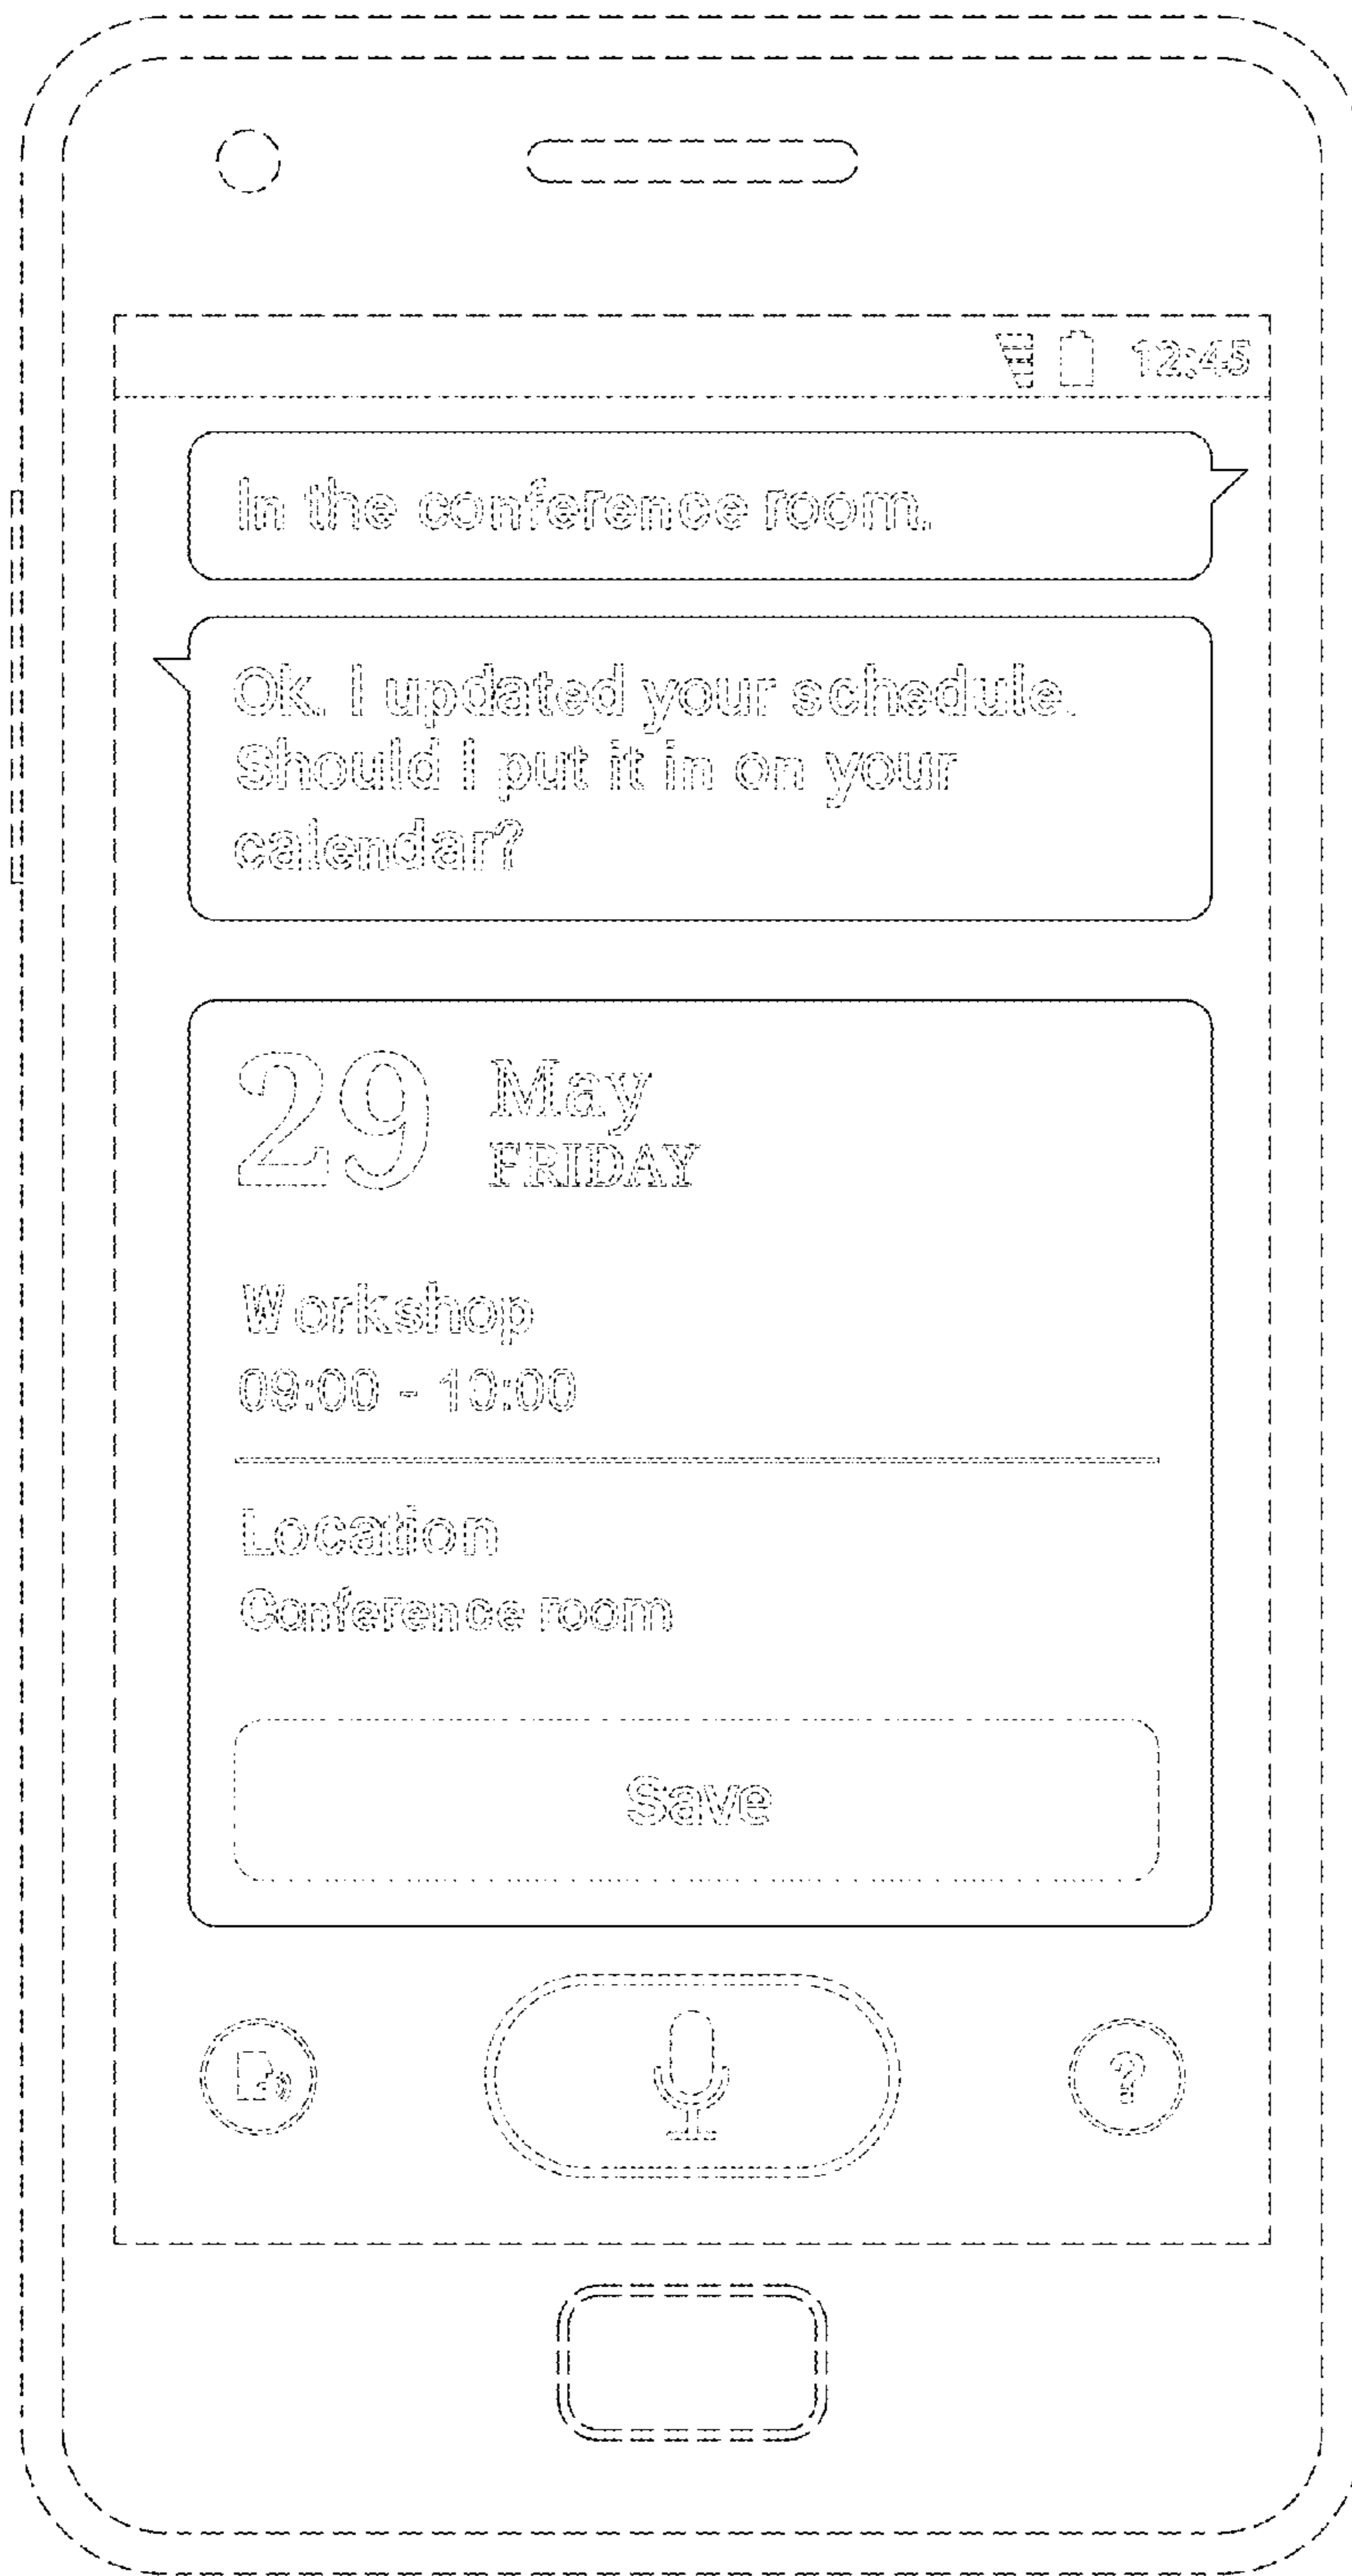 12:45
In the conference room.
Ok. I updated your schedule.
Should I put it in on your
calendar?
29 May
FRIDAY
Workshop
09:00 - 10:00
Location
Conference room
Save
?